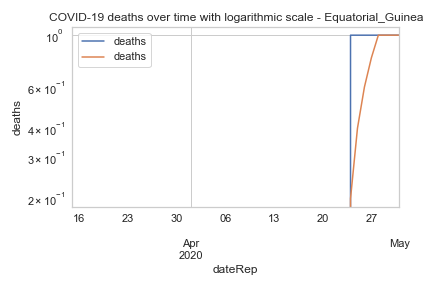 COVID-19 deaths over time with logarithmic scale - Equatorial_Guinea
deaths
deaths
10⁰
6 × 10⁻¹
4 × 10⁻¹
3 × 10⁻¹
2 × 10⁻¹
deaths
16 23 30 06 13 20 27
Apr May
2020
dateRep